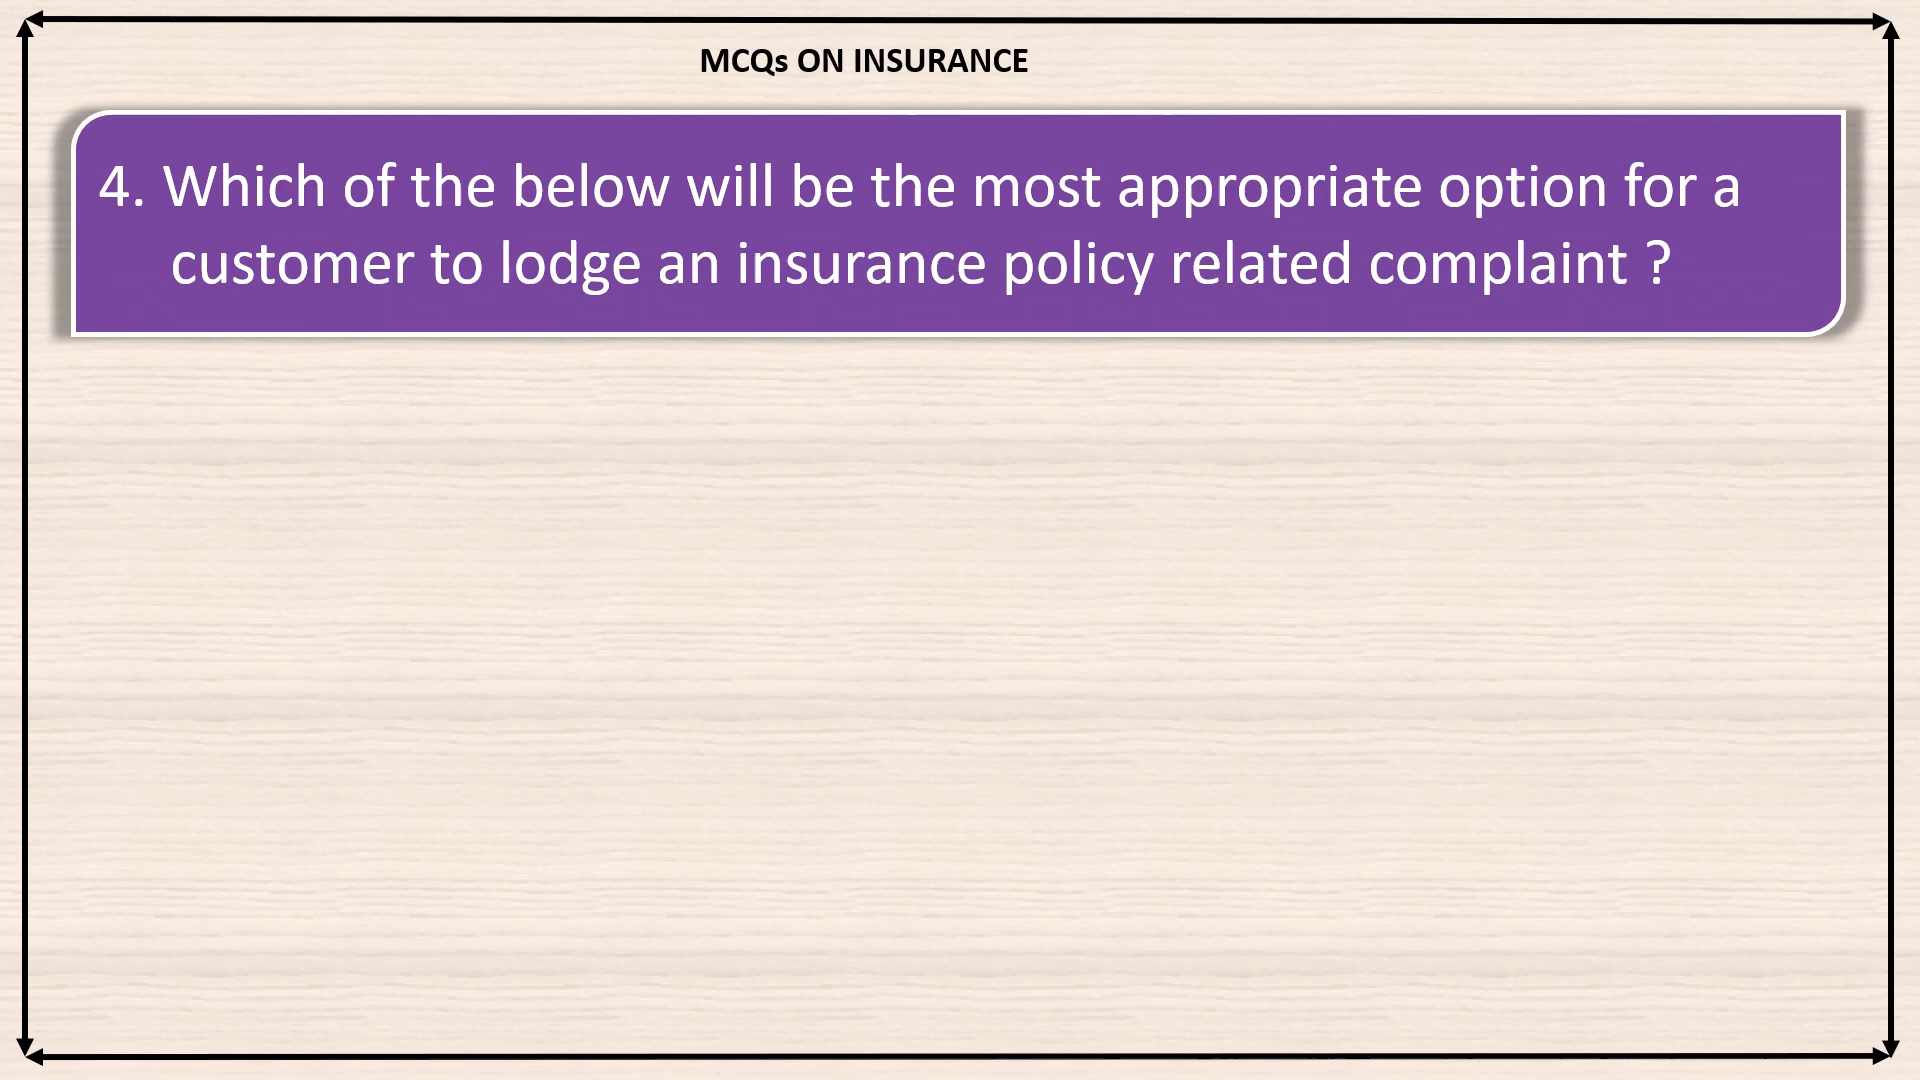 MCQs ON INSURANCE
4. Which of the below will be the most appropriate option for a
customer to lodge an insurance policy related complaint ?